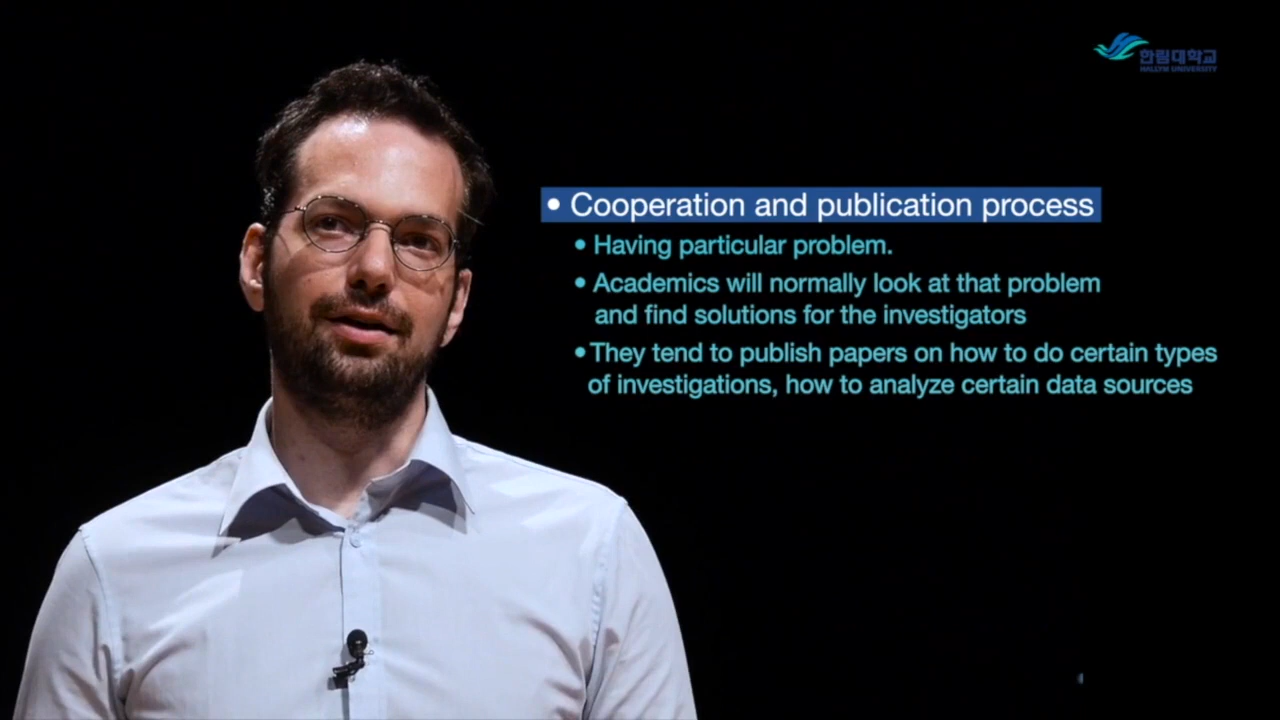 한림대학교
HALLYM UNIVERSITY
• Cooperation and publication process
• Having particular problem.
• Academics will normally look at that problem
and find solutions for the investigators
• They tend to publish papers on how to do certain types
of investigations, how to analyze certain data sources